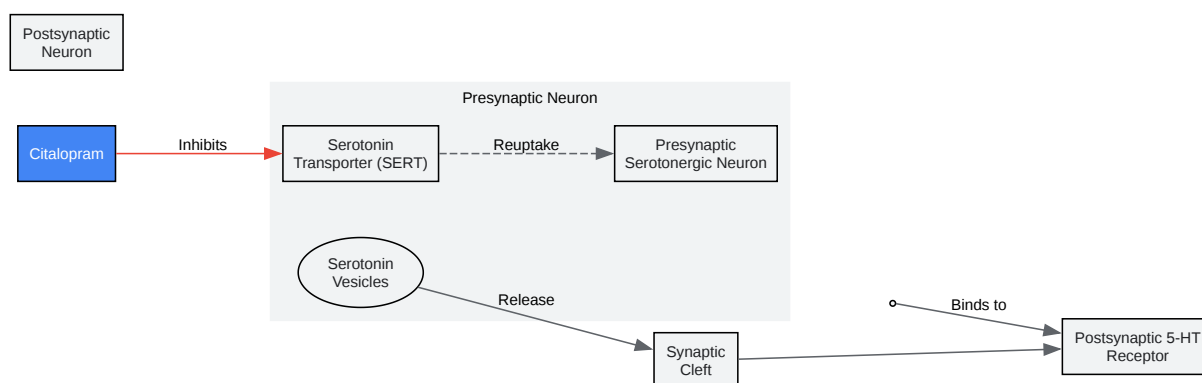 Postsynaptic
Neuron
Presynaptic Neuron
Citalopram
Inhibits
Serotonin
Transporter (SERT)
Reuptake
Presynaptic
Serotonergic Neuron
Serotonin
Vesicles
Release
Binds to
Synaptic
Cleft
Postsynaptic 5-HT
Receptor